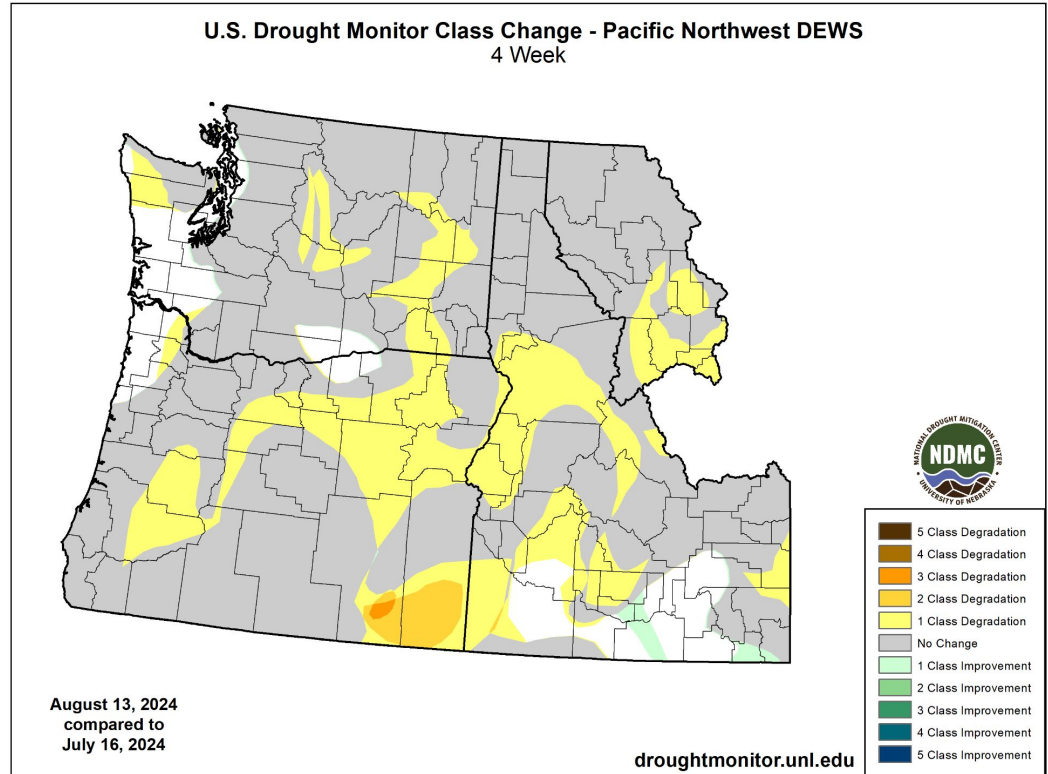 U.S. Drought Monitor Class Change - Pacific Northwest DEWS
4 Week
NATIONAL DROUGHT MITIGATION CENTER
NDMC
UNIVERSITY OF NEBRASKA
5 Class Degradation
4 Class Degradation
3 Class Degradation
2 Class Degradation
1 Class Degradation
No Change
1 Class Improvement
2 Class Improvement
3 Class Improvement
4 Class Improvement
5 Class Improvement
August 13, 2024
compared to
July 16, 2024
droughtmonitor.unl.edu